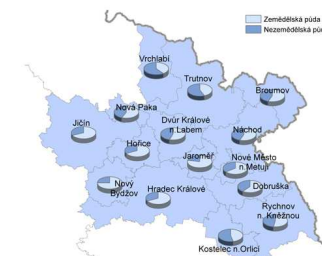 Zemědělská půda
Nezemědělská pů
Vrchlabí
Trutnov
Broumov
Nová Paka
Jičín
Dvůr Králové
n.Labem
Náchod
Hořice
Jaroměř
Nové Město
n.Metují
Nový
Bydžov
Hradec Králové
Dobruška
Rychnov
n. Kněžnou
Kostelec n.Orlicí